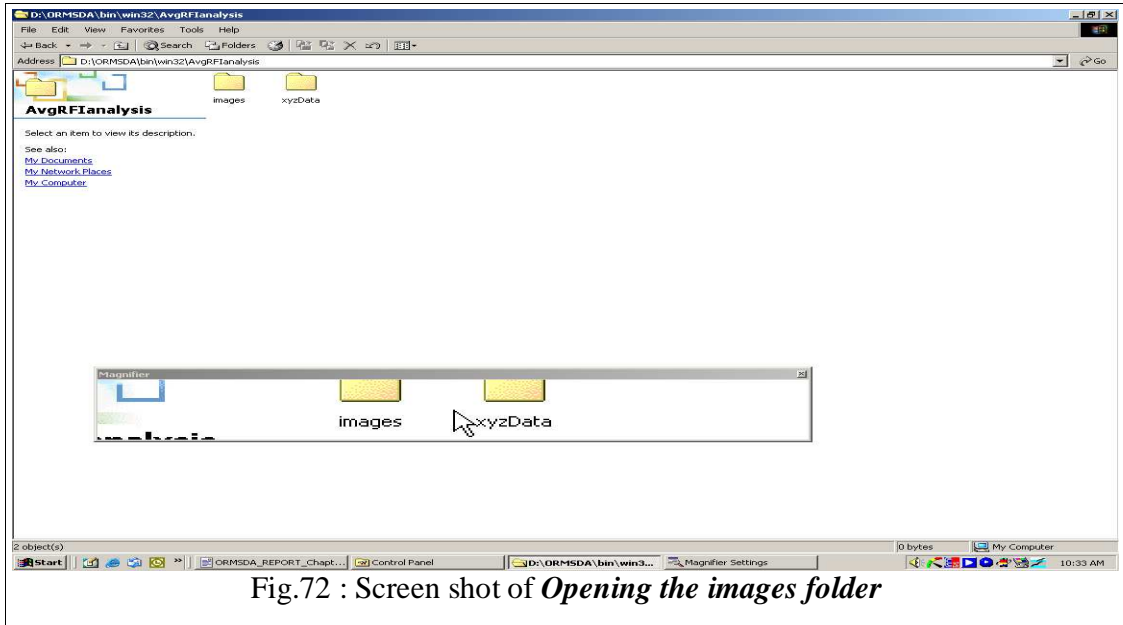 D:\ORMSDA\bin\win32\AvgRFIanalysis
File Edit View Favorites Tools Help
Back Search Folders
Address D:\ORMSDA\bin\win32\AvgRFIanalysis Go
images xyzData
AvgRFIanalysis
Select an item to view its description.
See also:
My Documents
My Network Places
My Computer
Magnifier
images xyzData
2 object(s) 0 bytes My Computer
Start ORMSDA_REPORT_Chapt... Control Panel D:\ORMSDA\bin\win3... Magnifier Settings 10:33 AM
Fig.72 : Screen shot of Opening the images folder